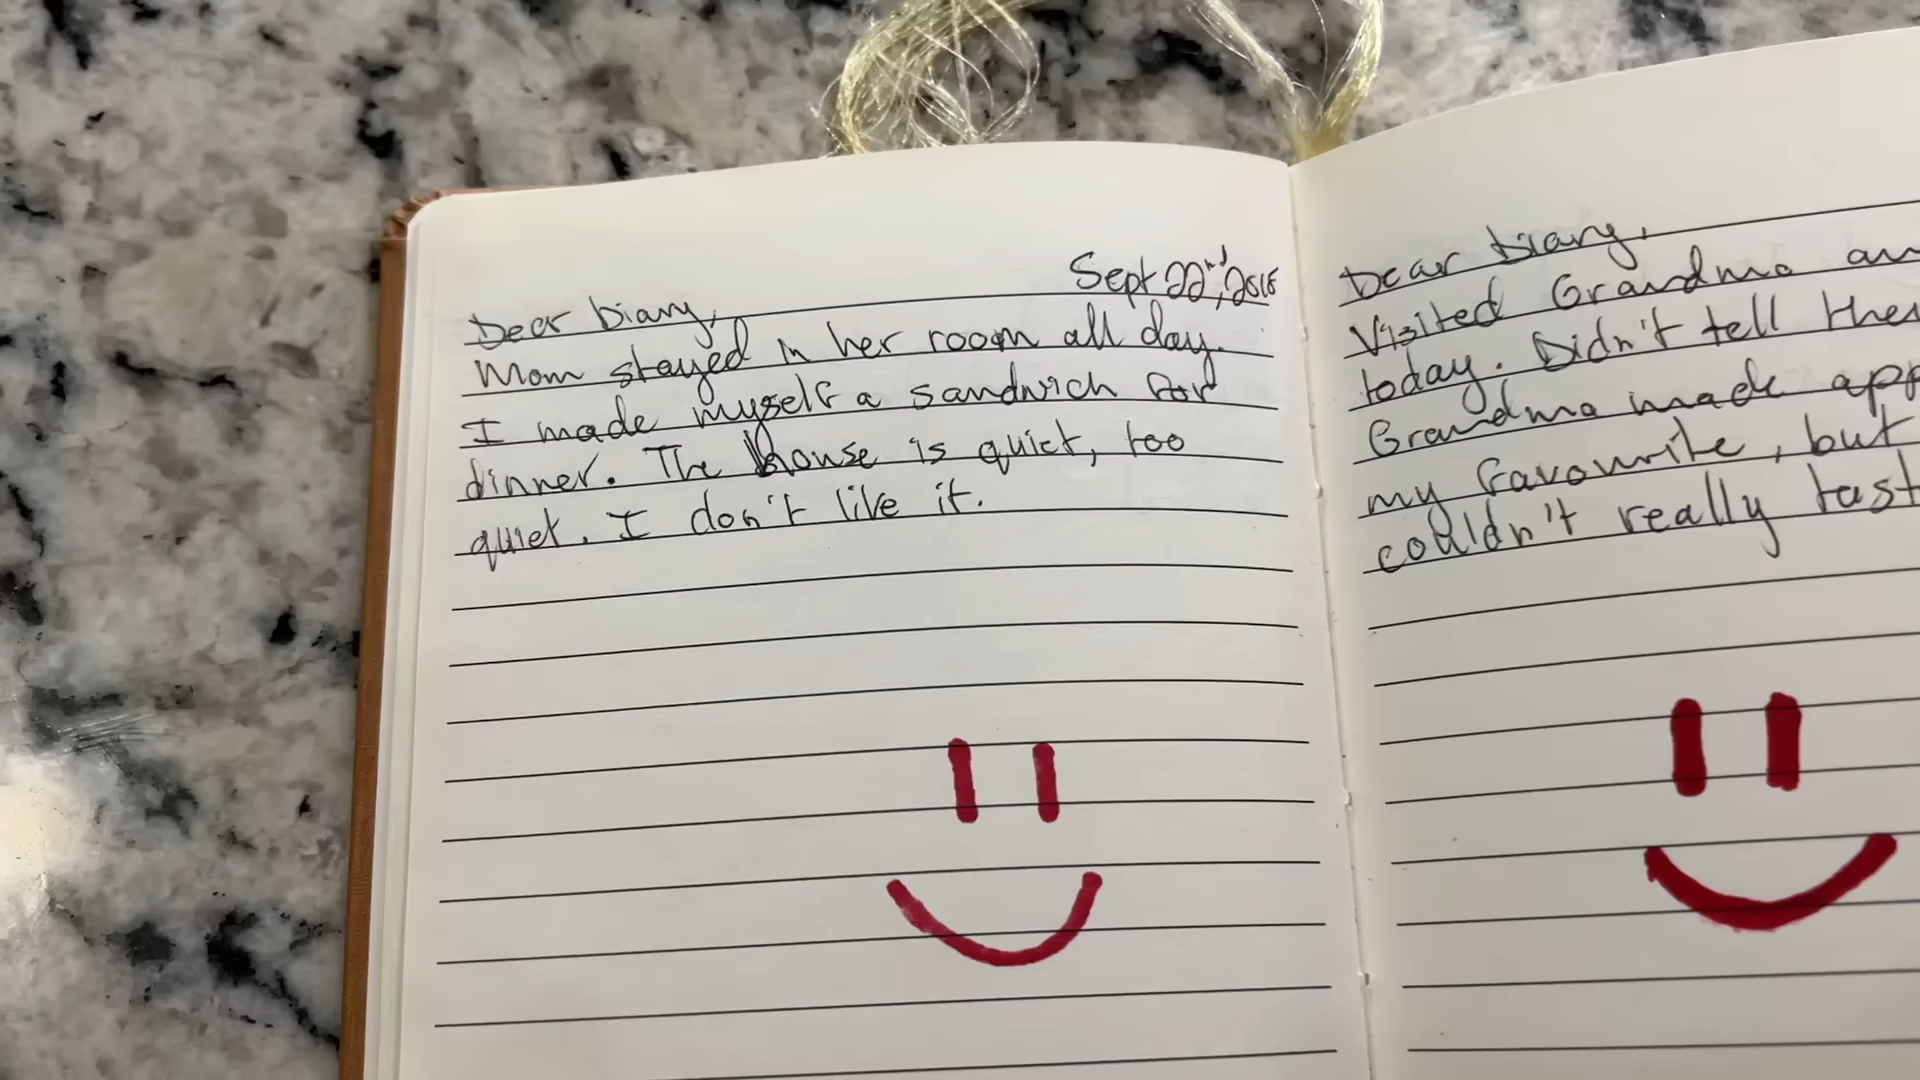 Sept 22nd, 2018
Dear Diary,
Mom stayed in her room all day.
I made myself a sandwich for
dinner. The house is quiet, too
quiet. I don't like it.
Dear Diary,
Visited Grandma
today. Didn't tell
Grandma made
my favourite, but
couldn't really